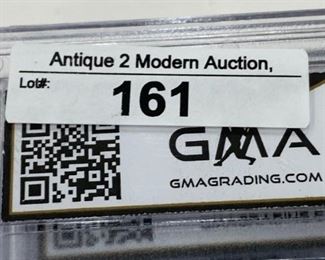 Antique 2 Modern Auction,
Lot#:
161
GMA
GMAGRADING.COM